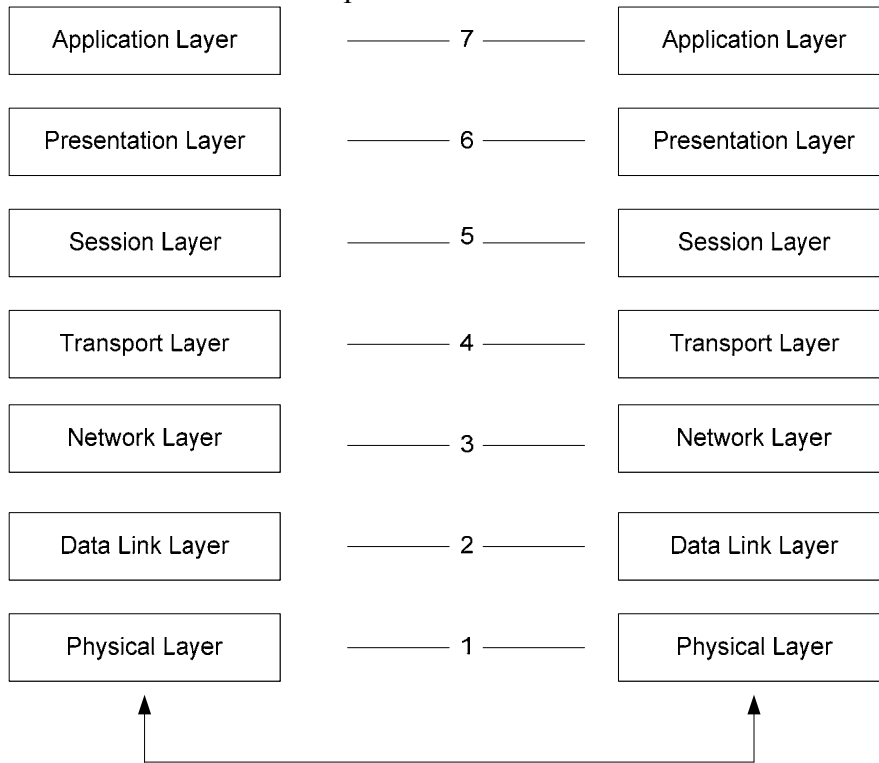 Application Layer 7 Application Layer
Presentation Layer 6 Presentation Layer
Session Layer 5 Session Layer
Transport Layer 4 Transport Layer
Network Layer 3 Network Layer
Data Link Layer 2 Data Link Layer
Physical Layer 1 Physical Layer